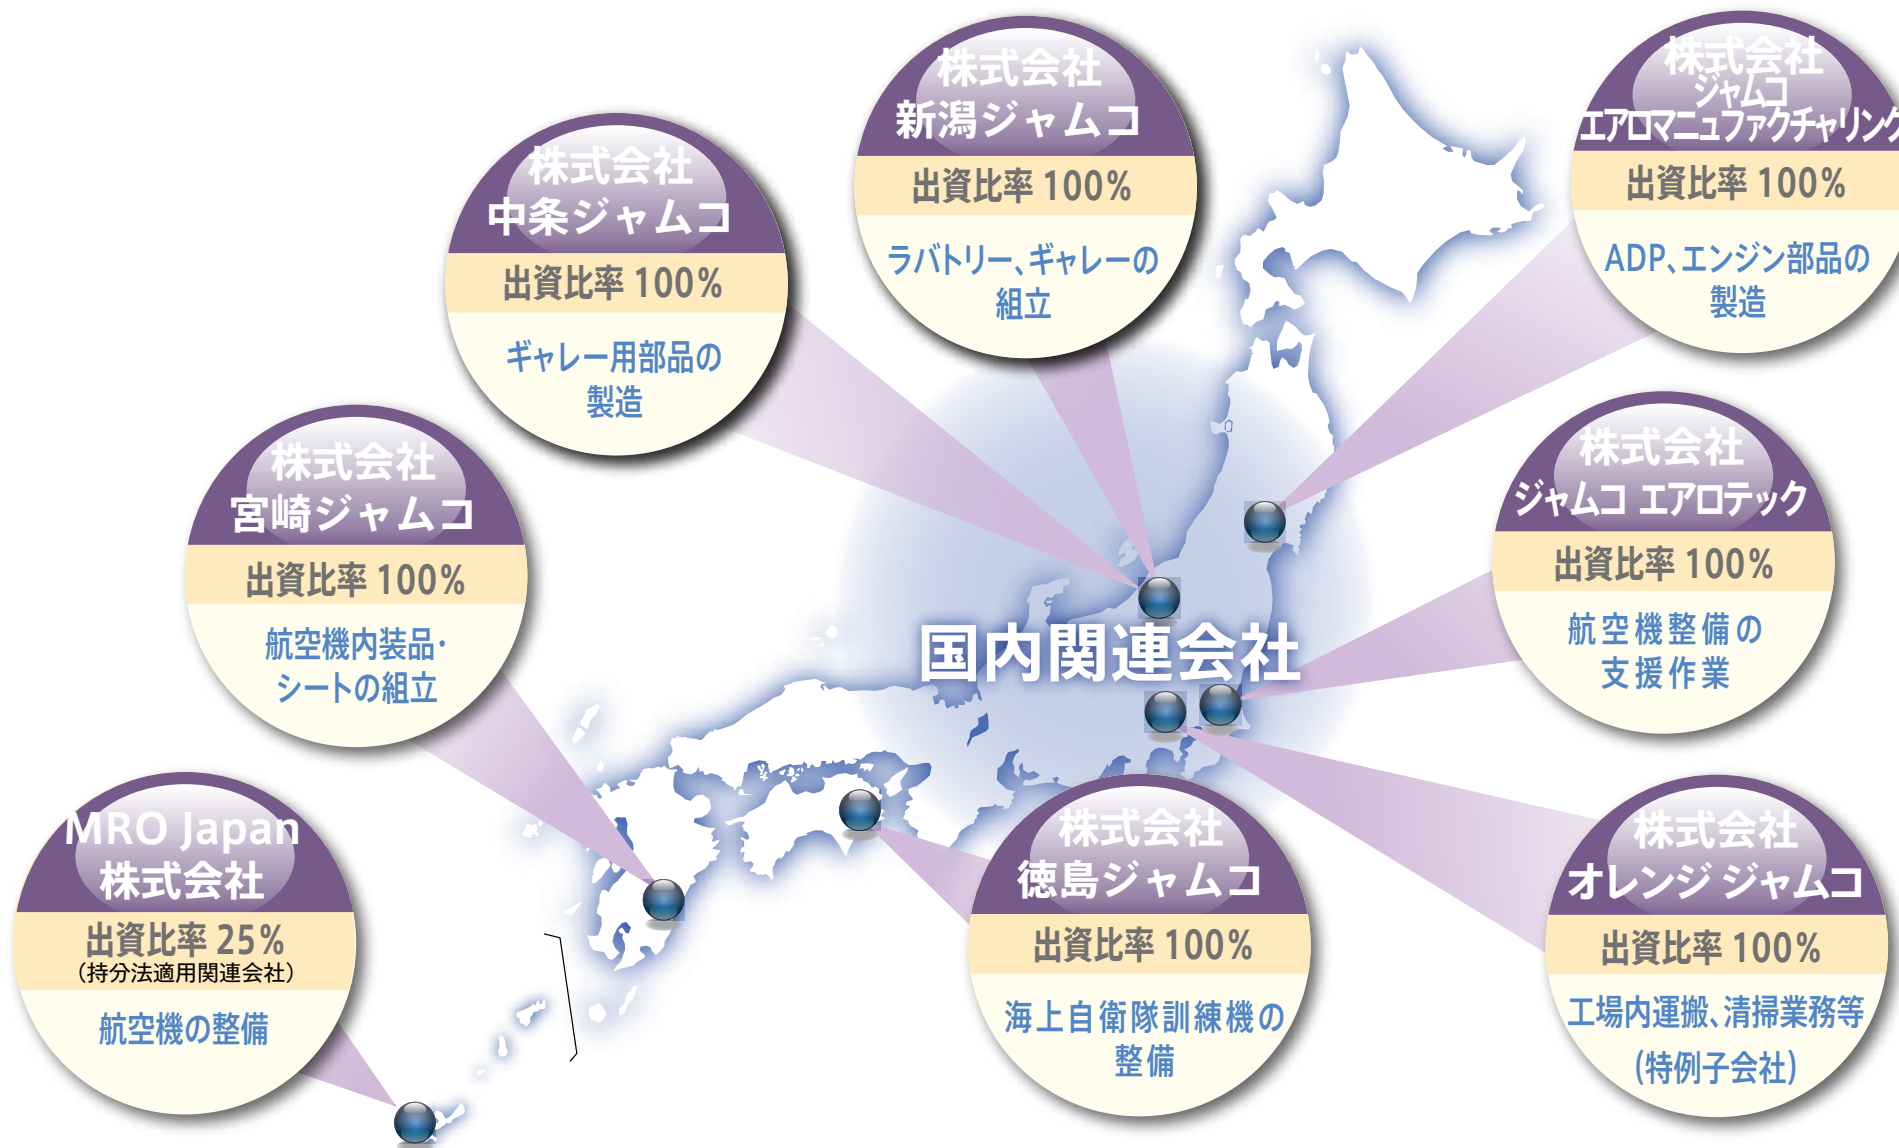 株式会社
新潟ジャムコ
出資比率 100%
ラバトリー、ギャレーの
組立
株式会社
ジャムコ
エアロマニュファクチャリング
出資比率 100%
ADP、エンジン部品の
製造
株式会社
中条ジャムコ
出資比率 100%
ギャレー用部品の
製造
株式会社
宮崎ジャムコ
出資比率 100%
航空機内装品・
シートの組立
株式会社
ジャムコ エアロテック
出資比率 100%
航空機整備の
支援作業
国内関連会社
MRO Japan
株式会社
出資比率 25%
（持分法適用関連会社）
航空機の整備
株式会社
徳島ジャムコ
出資比率 100%
海上自衛隊訓練機の
整備
株式会社
オレンジ ジャムコ
出資比率 100%
工場内運搬、清掃業務等
(特例子会社)